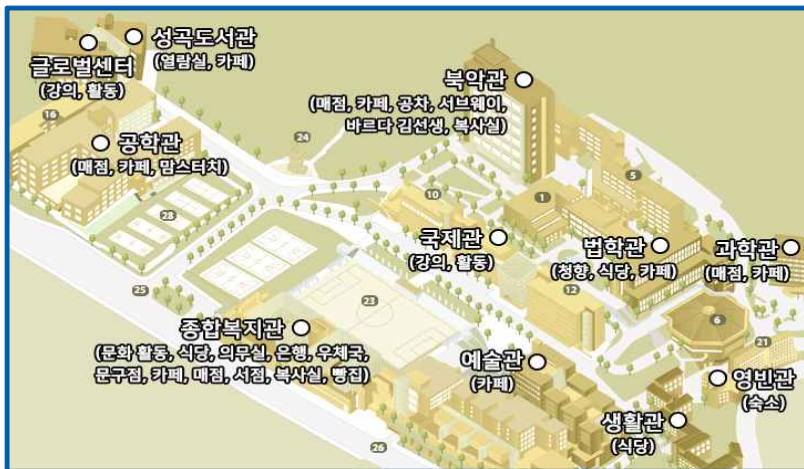 성곡도서관
(열람실, 카페)
글로벌센터
(강의, 활동)
북악관
(매점, 카페, 공차, 서브웨이,
바르다 김선생, 복사실)
16
공학관
(매점, 카페, 맘스터치)
24
28
10
1
5
국제관
(강의, 활동)
법학관
(청향, 식당, 카페)
과학관
(매점, 카페)
25
23
12
6
21
종합복지관
(문화 활동, 식당, 의무실, 은행, 우체국,
문구점, 카페, 매점, 서점, 복사실, 빵집)
예술관
(카페)
영빈관
(숙소)
생활관
(식당)
26